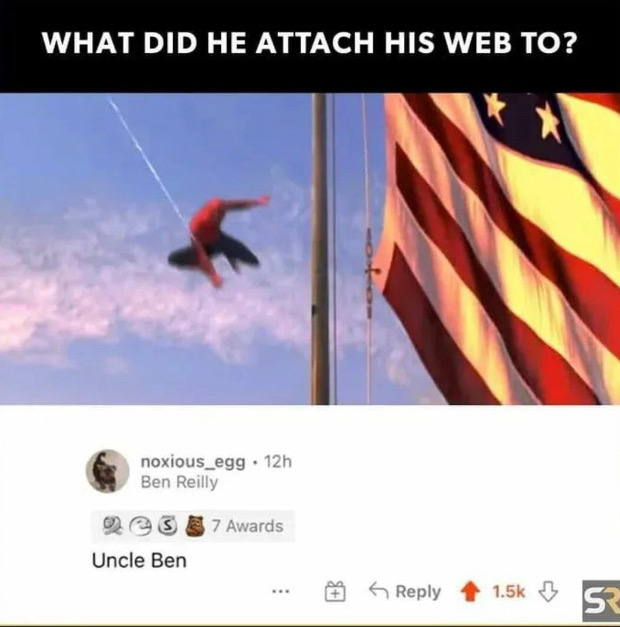 WHAT DID HE ATTACH HIS WEB TO?
noxious_egg • 12h
Ben Reilly
S 7 Awards
Uncle Ben
... Reply 1.5k
SR